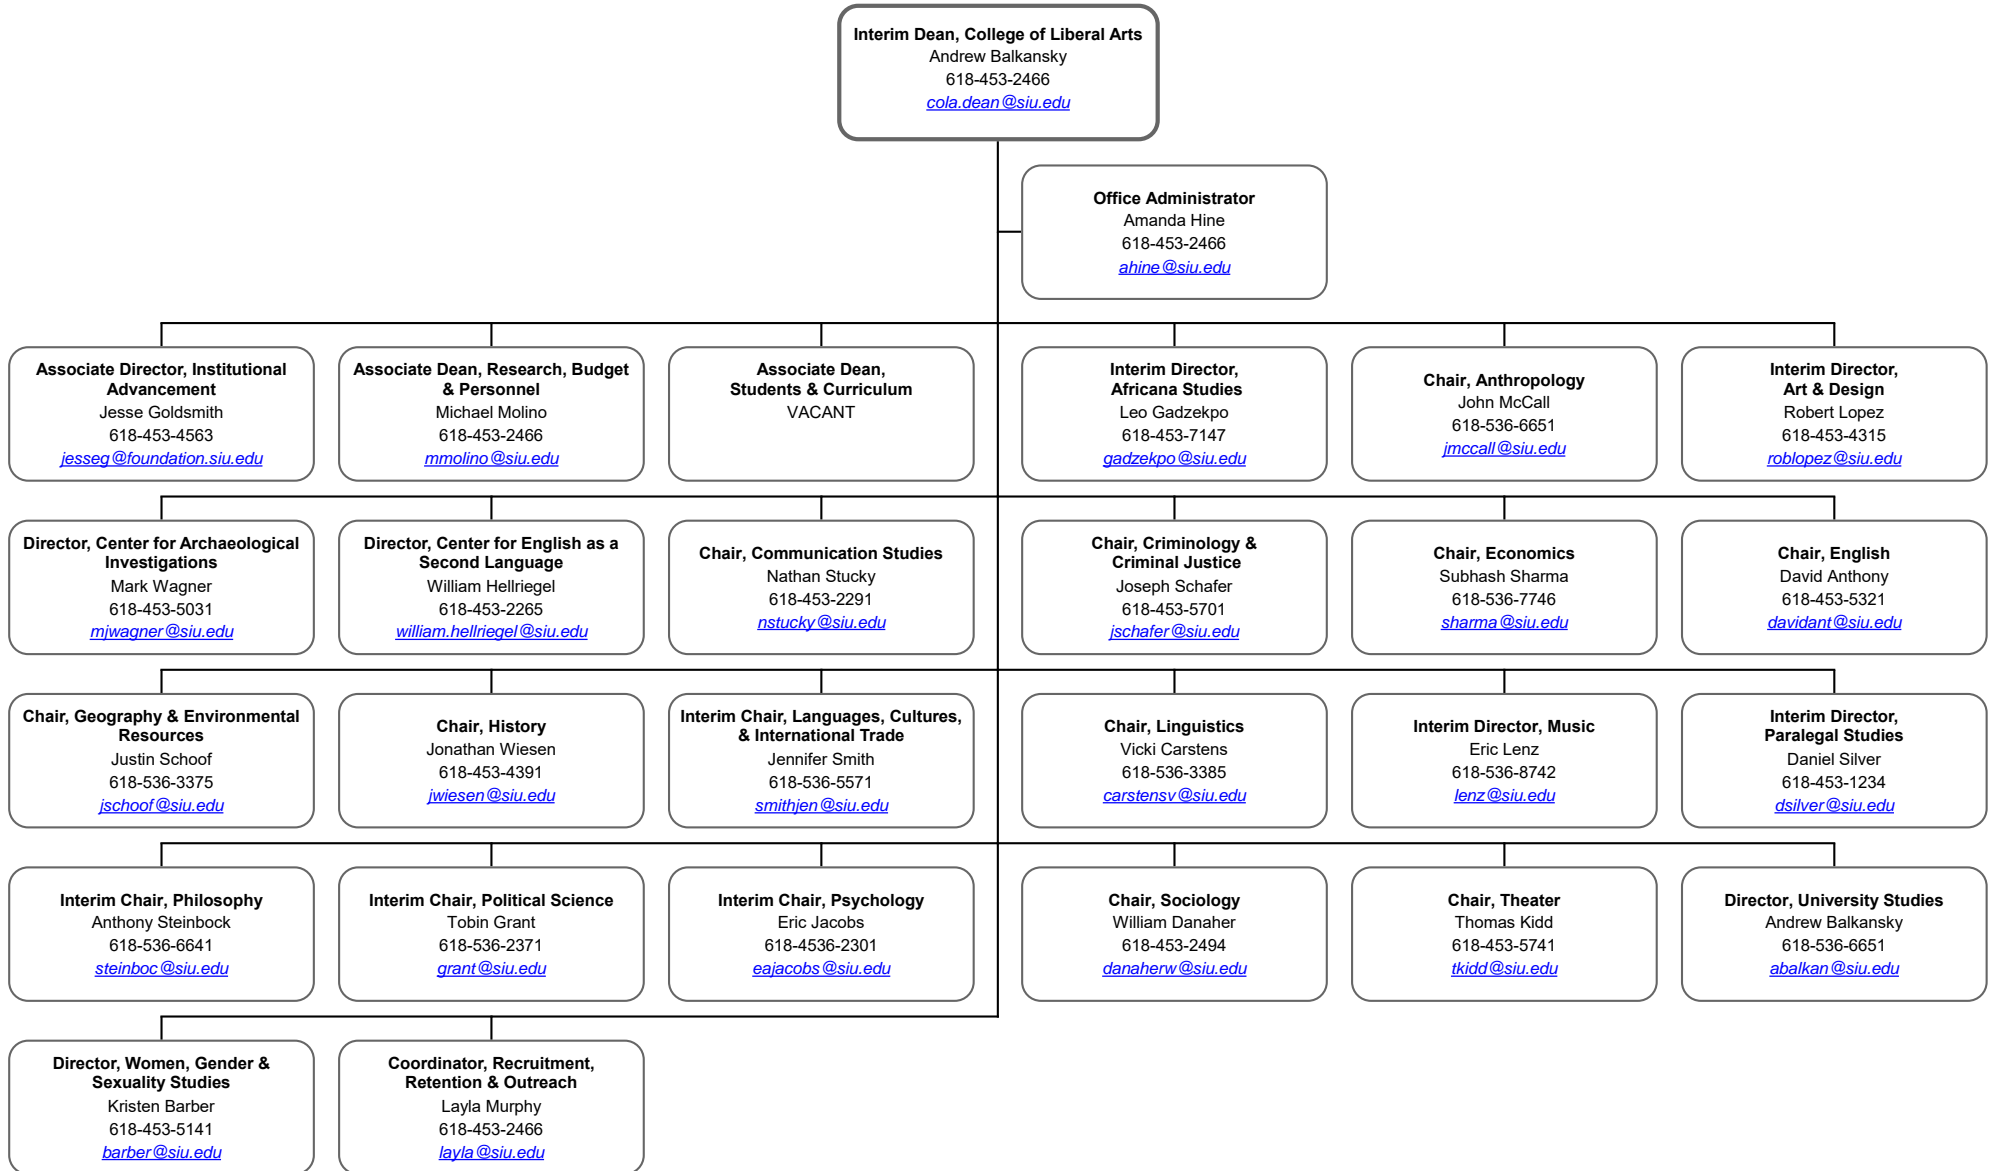 Interim Dean, College of Liberal Arts
Andrew Balkansky
618-453-2466
cola.dean@siu.edu
Office Administrator
Amanda Hine
618-453-2466
ahine@siu.edu
Associate Director, Institutional
Advancement
Jesse Goldsmith
618-453-4563
jesseg@foundation.siu.edu
Associate Dean, Research, Budget
& Personnel
Michael Molino
618-453-2466
mmolino@siu.edu
Associate Dean,
Students & Curriculum
VACANT
Interim Director,
Africana Studies
Leo Gadzekpo
618-453-7147
gadzekpo@siu.edu
Chair, Anthropology
John McCall
618-536-6651
jmccall@siu.edu
Interim Director,
Art & Design
Robert Lopez
618-453-4315
roblopez@siu.edu
Director, Center for Archaeological
Investigations
Mark Wagner
618-453-5031
mjwagner@siu.edu
Director, Center for English as a
Second Language
William Hellriegel
618-453-2265
william.hellriegel@siu.edu
Chair, Communication Studies
Nathan Stucky
618-453-2291
nstucky@siu.edu
Chair, Criminology &
Criminal Justice
Joseph Schafer
618-453-5701
jschafer@siu.edu
Chair, Economics
Subhash Sharma
618-536-7746
sharma@siu.edu
Chair, English
David Anthony
618-453-5321
davidant@siu.edu
Chair, Geography & Environmental
Resources
Justin Schoof
618-536-3375
jschoof@siu.edu
Chair, History
Jonathan Wiesen
618-453-4391
jwiesen@siu.edu
Interim Chair, Languages, Cultures,
& International Trade
Jennifer Smith
618-536-5571
smithjen@siu.edu
Chair, Linguistics
Vicki Carstens
618-536-3385
carstensv@siu.edu
Interim Director, Music
Eric Lenz
618-536-8742
lenz@siu.edu
Interim Director,
Paralegal Studies
Daniel Silver
618-453-1234
dsilver@siu.edu
Interim Chair, Philosophy
Anthony Steinbock
618-536-6641
steinboc@siu.edu
Interim Chair, Political Science
Tobin Grant
618-536-2371
grant@siu.edu
Interim Chair, Psychology
Eric Jacobs
618-4536-2301
eajacobs@siu.edu
Chair, Sociology
William Danaher
618-453-2494
danaherw@siu.edu
Chair, Theater
Thomas Kidd
618-453-5741
tkidd@siu.edu
Director, University Studies
Andrew Balkansky
618-536-6651
abalkan@siu.edu
Director, Women, Gender &
Sexuality Studies
Kristen Barber
618-453-5141
barber@siu.edu
Coordinator, Recruitment,
Retention & Outreach
Layla Murphy
618-453-2466
layla@siu.edu